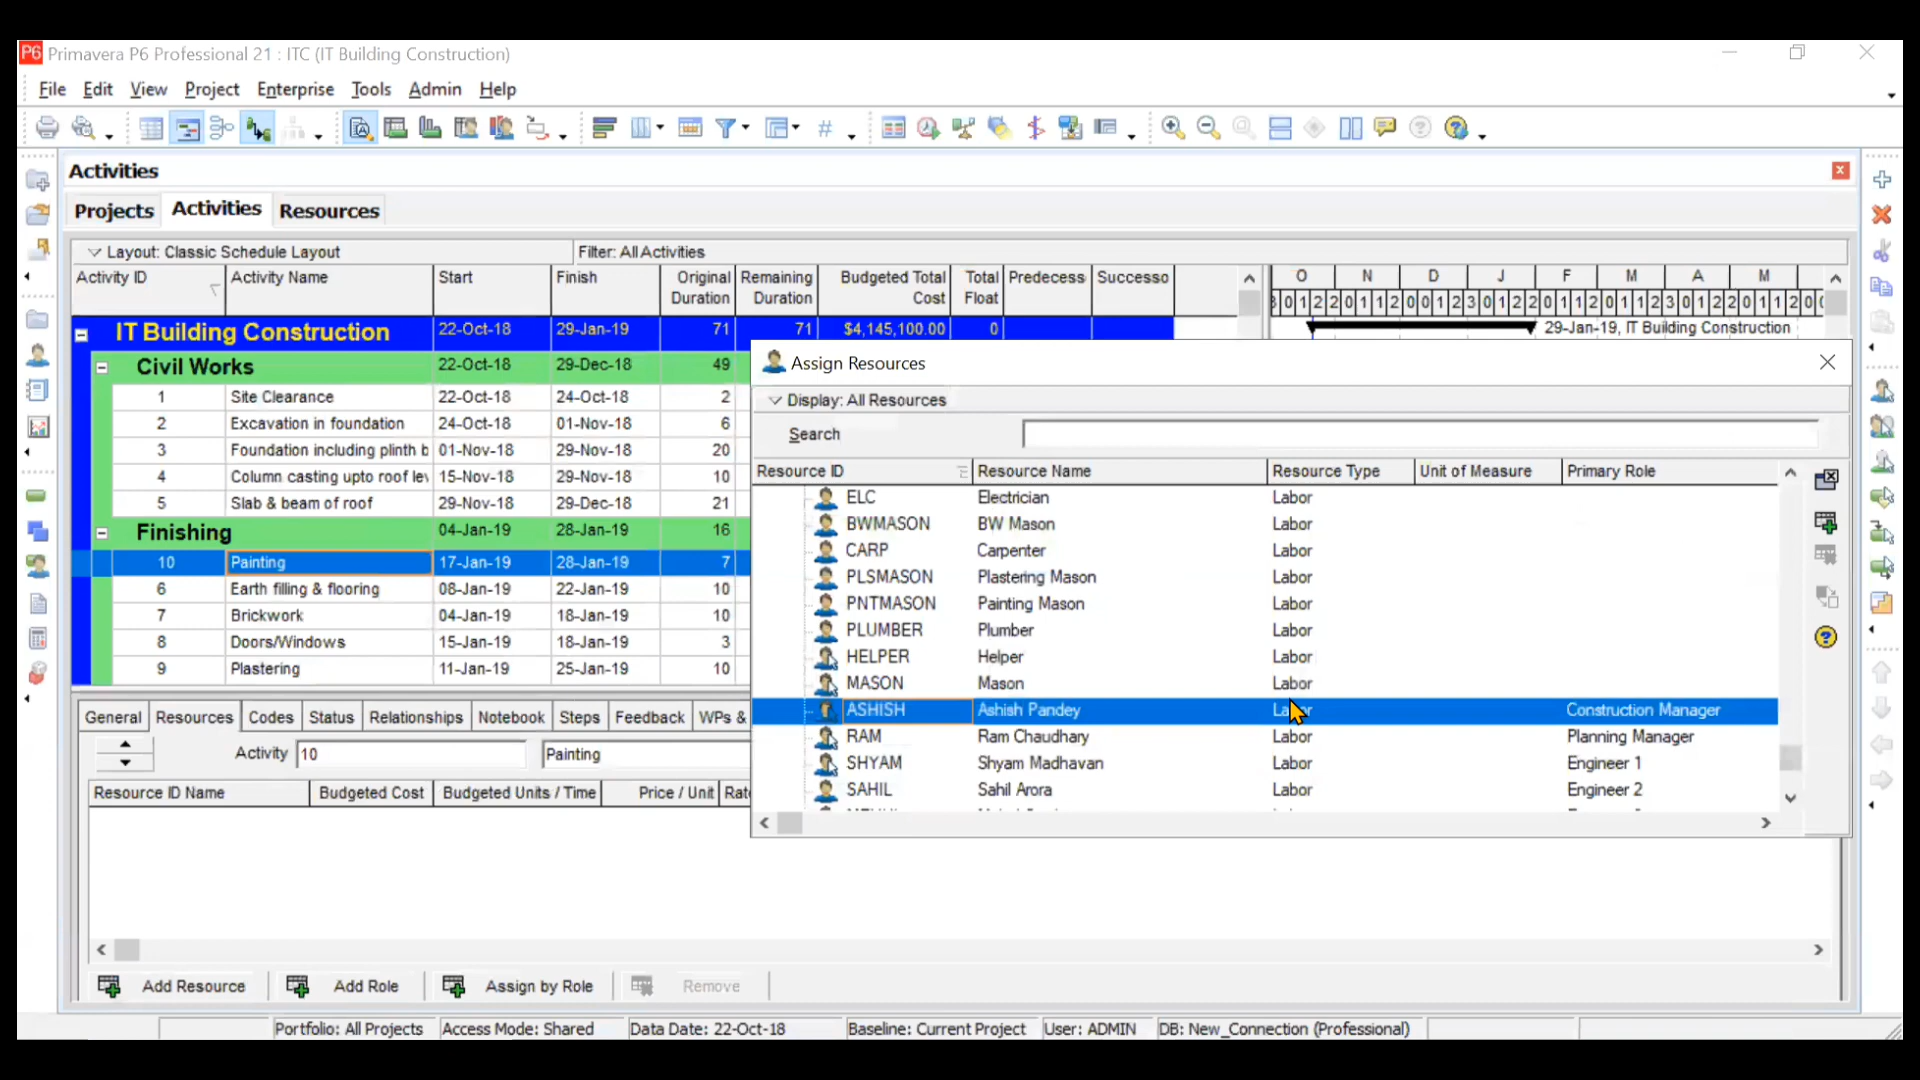 P6 Primavera P6 Professional 21 : ITC (IT Building Construction)
File Edit View Project Enterprise Tools Admin Help
Activities
Projects Activities Resources
Layout: Classic Schedule Layout Filter: All Activities
Activity ID Activity Name Start Finish Original Duration Remaining Duration Budgeted Total Cost Total Float Predecess Successo O N D J F M A M
IT Building Construction 22-Oct-18 29-Jan-19 71 71 $4,145,100.00 0 29-Jan-19, IT Building Construction
Civil Works 22-Oct-18 29-Dec-18 49
1 Site Clearance 22-Oct-18 24-Oct-18 2
2 Excavation in foundation 24-Oct-18 01-Nov-18 6
3 Foundation including plinth b 01-Nov-18 29-Nov-18 20
4 Column casting upto roof lev 15-Nov-18 29-Nov-18 10
5 Slab & beam of roof 29-Nov-18 29-Dec-18 21
Finishing 04-Jan-19 28-Jan-19 16
10 Painting 17-Jan-19 28-Jan-19 7
6 Earth filling & flooring 08-Jan-19 22-Jan-19 10
7 Brickwork 04-Jan-19 18-Jan-19 10
8 Doors/Windows 15-Jan-19 18-Jan-19 3
9 Plastering 11-Jan-19 25-Jan-19 10
Assign Resources
Display: All Resources
Search
Resource ID Resource Name Resource Type Unit of Measure Primary Role
ELC Electrician Labor
BWMASON BW Mason Labor
CARP Carpenter Labor
PLSMASON Plastering Mason Labor
PNTMASON Painting Mason Labor
PLUMBER Plumber Labor
HELPER Helper Labor
MASON Mason Labor
ASHISH Ashish Pandey Labor Construction Manager
RAM Ram Chaudhary Labor Planning Manager
SHYAM Shyam Madhavan Labor Engineer 1
SAHIL Sahil Arora Labor Engineer 2
General Resources Codes Status Relationships Notebook Steps Feedback WPs &
Activity 10 Painting
Resource ID Name Budgeted Cost Budgeted Units / Time Price / Unit Rat
Add Resource Add Role Assign by Role Remove
Portfolio: All Projects Access Mode: Shared Data Date: 22-Oct-18 Baseline: Current Project User: ADMIN DB: New_Connection (Professional)